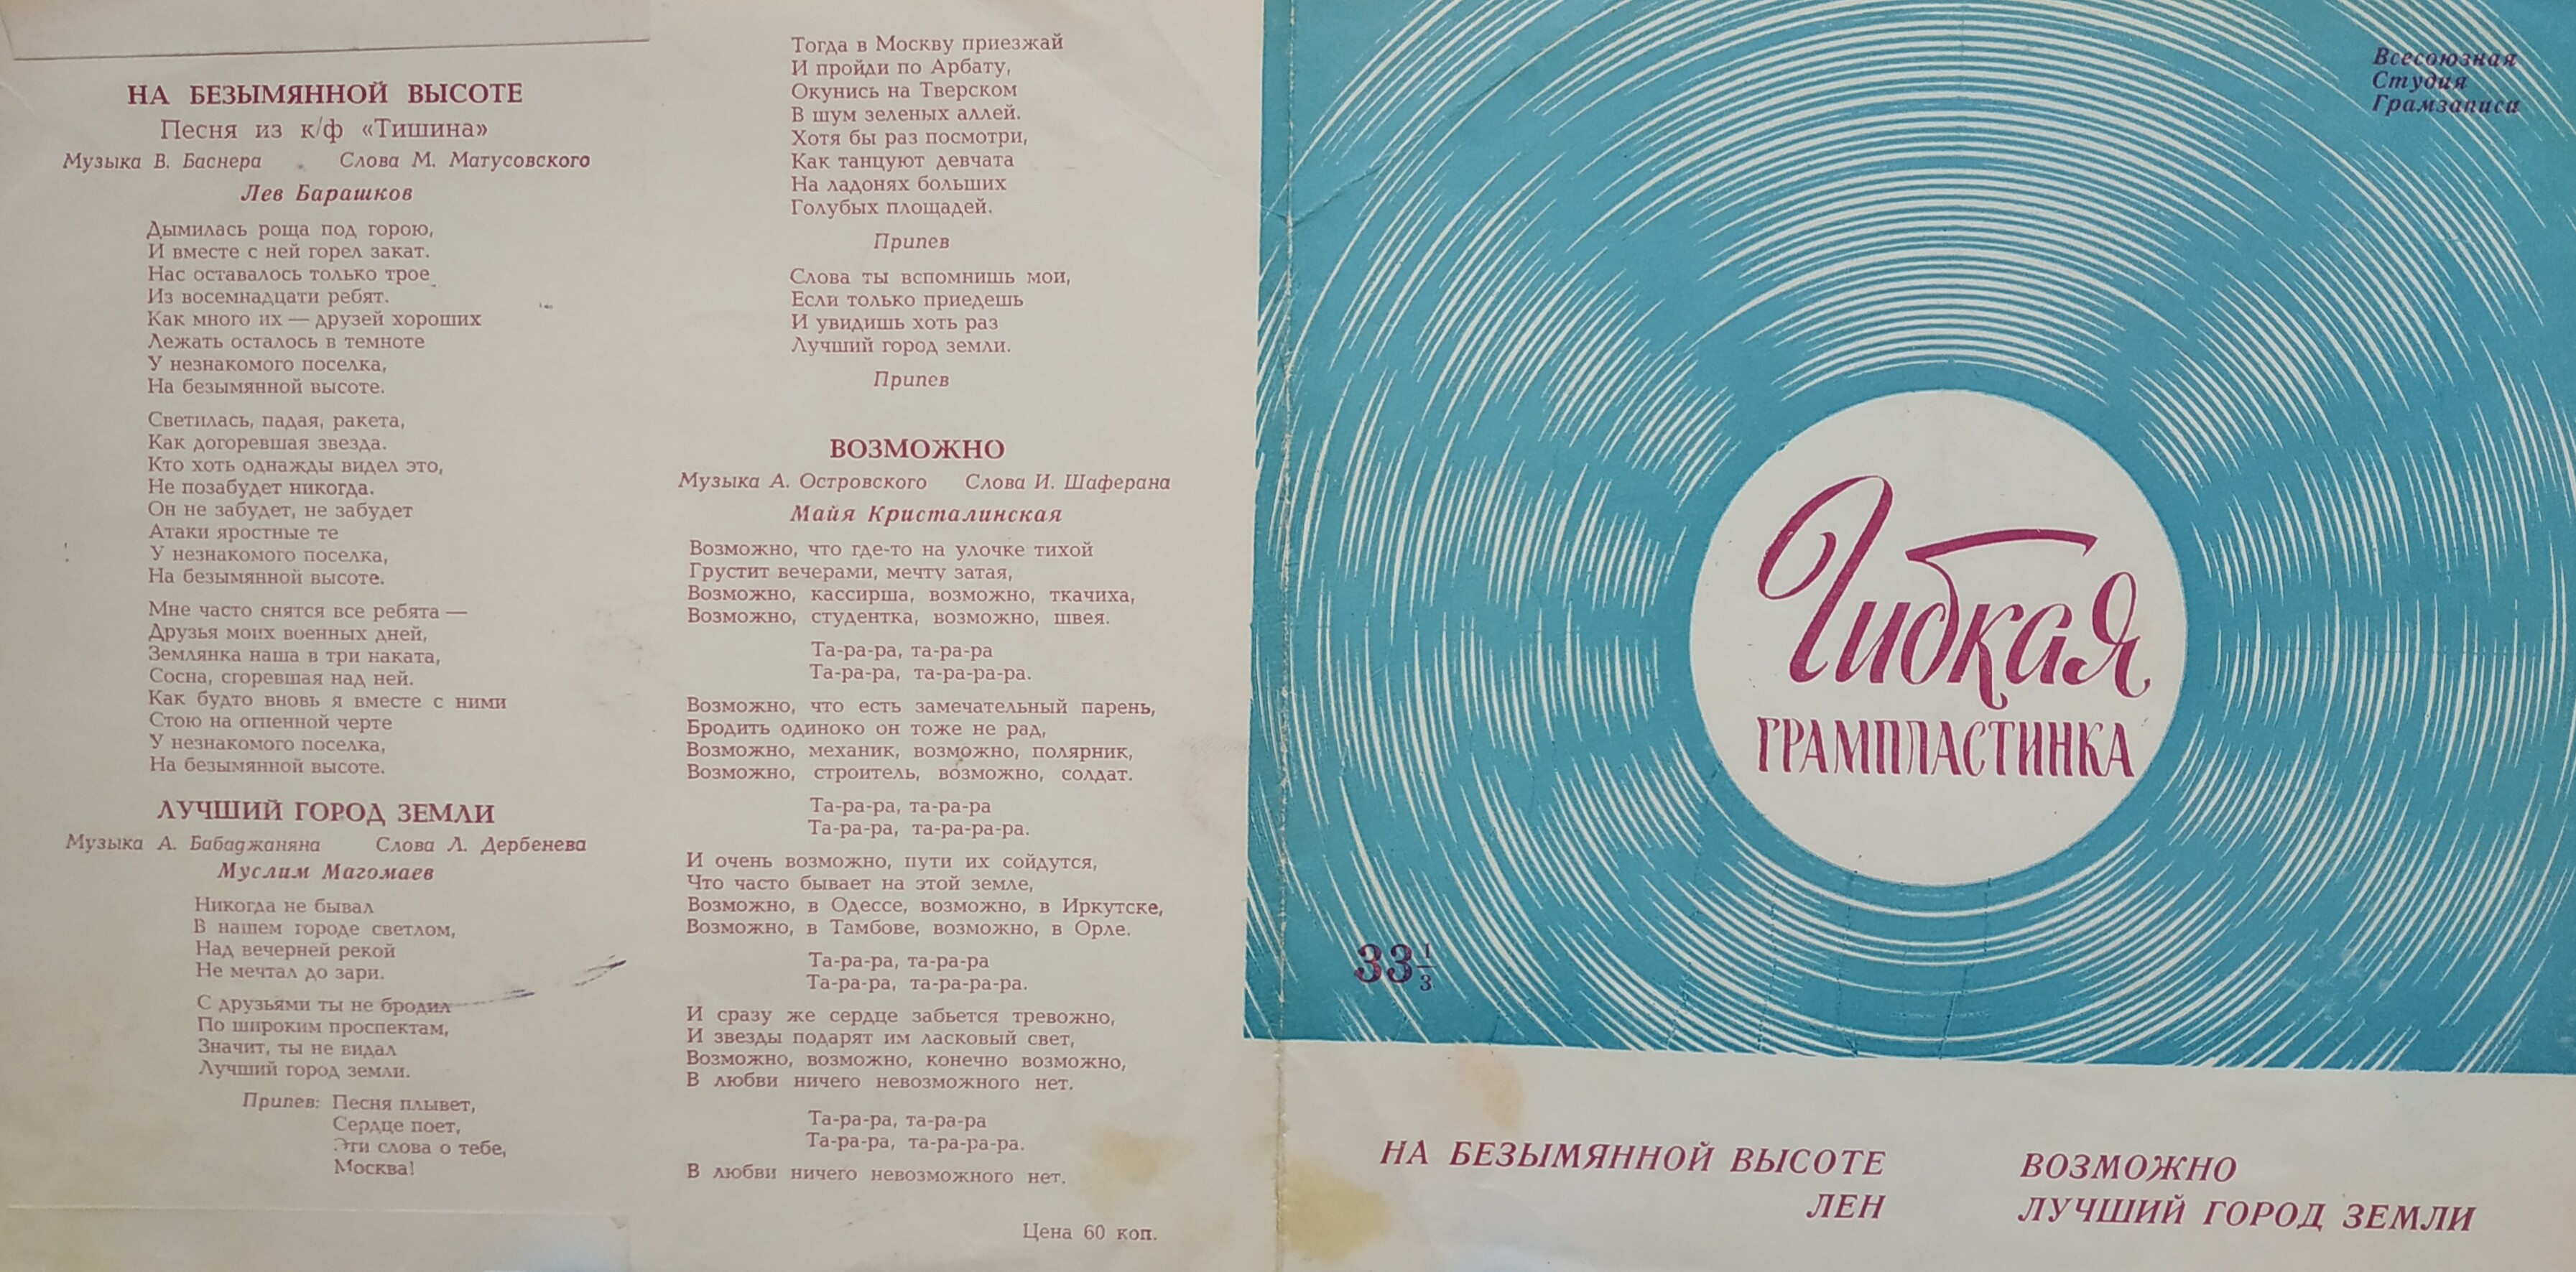 НА БЕЗЫМЯННОЙ ВЫСОТЕ
Песня из к/ф «Тишина»
Музыка В. Баснера Слова М. Матусовского
Лев Барашков
Дымилась роща под горою,
И вместе с ней горел закат.
Нас оставалось только трое
Из восемнадцати ребят.
Как много их — друзей хороших
Лежать осталось в темноте
У незнакомого поселка,
На безымянной высоте.
Светилась, падая, ракета,
Как догоревшая звезда.
Кто хоть однажды видел это,
Не позабудет никогда.
Он не забудет, не забудет
Атаки яростные те
У незнакомого поселка,
На безымянной высоте.
Мне часто снятся все ребята —
Друзья моих военных дней,
Землянка наша в три наката,
Сосна, сгоревшая над ней.
Как будто вновь я вместе с ними
Стою на огненной черте
У незнакомого поселка,
На безымянной высоте.
ЛУЧШИЙ ГОРОД ЗЕМЛИ
Музыка А. Бабаджаняна Слова Л. Дербенева
Муслим Магомаев
Никогда не бывал
В нашем городе светлом,
Над вечерней рекой
Не мечтал до зари.
С друзьями ты не бродил
По широким проспектам,
Значит, ты не видал
Лучший город земли.
Припев: Песня плывет,
Сердце поет,
Эти слова о тебе,
Москва!
Тогда в Москву приезжай
И пройди по Арбату,
Окунись на Тверском
В шум зеленых аллей.
Хотя бы раз посмотри,
Как танцуют девчата
На ладонях больших
Голубых площадей.
Припев
Слова ты вспомнишь мои,
Если только приедешь
И увидишь хоть раз
Лучший город земли.
Припев
ВОЗМОЖНО
Музыка А. Островского Слова И. Шаферана
Майя Кристалинская
Возможно, что где-то на улочке тихой
Грустит вечерами, мечту затая,
Возможно, кассирша, возможно, ткачиха,
Возможно, студентка, возможно, швея.
Та-ра-ра, та-ра-ра
Та-ра-ра, та-ра-ра-ра.
Возможно, что есть замечательный парень,
Бродить одиноко он тоже не рад,
Возможно, механик, возможно, полярник,
Возможно, строитель, возможно, солдат.
Та-ра-ра, та-ра-ра
Та-ра-ра, та-ра-ра-ра.
И очень возможно, пути их сойдутся,
Что часто бывает на этой земле,
Возможно, в Одессе, возможно, в Иркутске,
Возможно, в Тамбове, возможно, в Орле.
Та-ра-ра, та-ра-ра
Та-ра-ра, та-ра-ра-ра.
И сразу же сердце забьется тревожно,
И звезды подарят им ласковый свет,
Возможно, возможно, конечно возможно,
В любви ничего невозможного нет.
Та-ра-ра, та-ра-ра
Та-ра-ра, та-ра-ра-ра.
В любви ничего невозможного нет.
Цена 60 коп.
Всесоюзная
Студия
Грамзаписи
Гибкая
ГРАМПЛАСТИНКА
33 1/3
НА БЕЗЫМЯННОЙ ВЫСОТЕ
ЛЕН
ВОЗМОЖНО
ЛУЧШИЙ ГОРОД ЗЕМЛИ